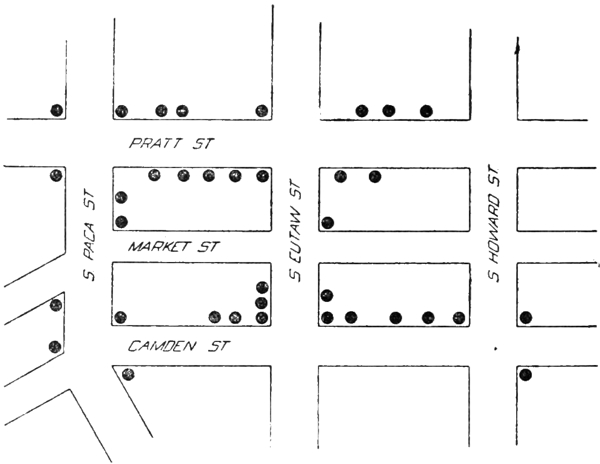 PRATT ST
S PACA ST
S EUTAW ST
S HOWARD ST
MARKET ST
CAMDEN ST